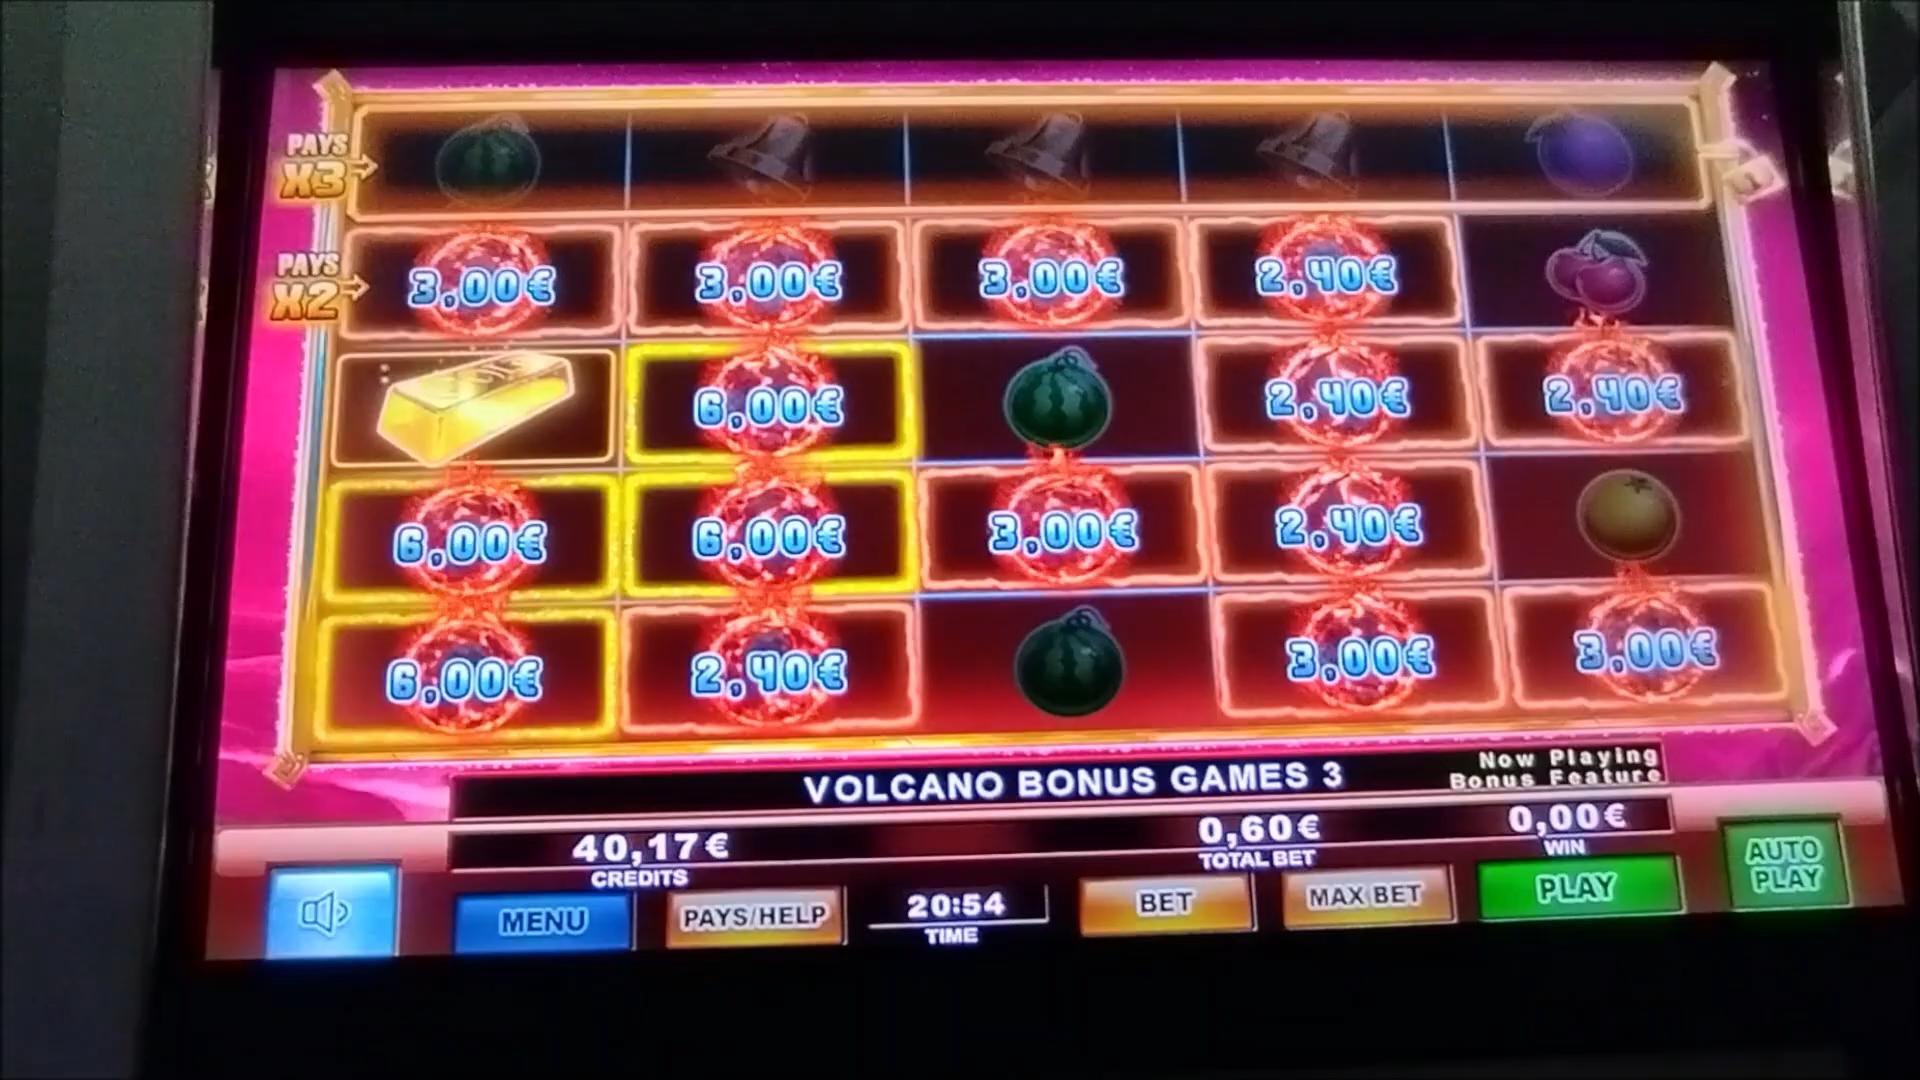 PAYS
X3
PAYS
X2
3,00€ 3,00€ 3,00€ 2,40€
6,00€ 2,40€ 2,40€
6,00€ 6,00€ 3,00€ 2,40€
6,00€ 2,40€ 3,00€ 3,00€
VOLCANO BONUS GAMES 3
Now Playing
Bonus Feature
40,17€
CREDITS
0,60€
TOTAL BET
0,00€
WIN
MENU
PAYS/HELP
20:54
TIME
BET
MAX BET
PLAY
AUTO
PLAY